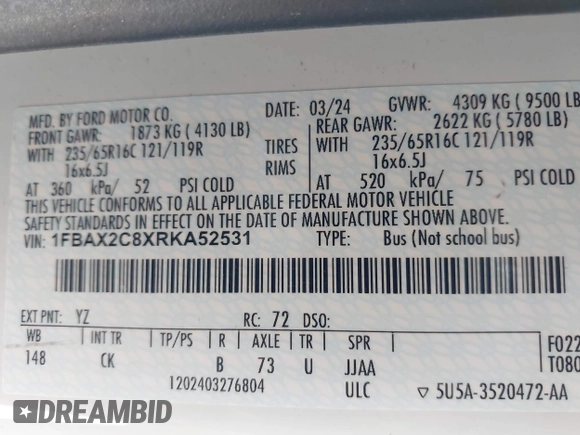 MFD. BY FORD MOTOR CO. DATE: 03/24 GVWR: 4309 KG ( 9500 LB
FRONT GAWR: 1873 KG ( 4130 LB) REAR GAWR: 2622 KG ( 5780 LB)
WITH 235/65R16C 121/119R TIRES WITH 235/65R16C 121/119R
16x6.5J RIMS 16x6.5J
AT 360 kPa/ 52 PSI COLD AT 520 kPa/ 75 PSI COLD
THIS VEHICLE CONFORMS TO ALL APPLICABLE FEDERAL MOTOR VEHICLE
SAFETY STANDARDS IN EFFECT ON THE DATE OF MANUFACTURE SHOWN ABOVE.
VIN: 1FBAX2C8XRKA52531 TYPE: Bus (Not school bus)
EXT PNT: YZ RC: 72 DSO:
WB INT TR TP/PS R AXLE TR SPR F022
148 CK B 73 U JJAA T080
1202403276804 ULC ▽ 5U5A-3520472-AA
DREAMBID